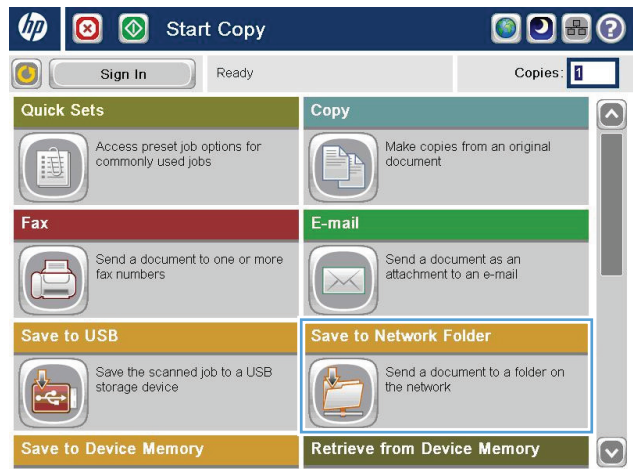 hp
Start Copy
?
Sign In
Ready
Copies: 1
Quick Sets
Access preset job options for
commonly used jobs
Copy
Make copies from an original
document
Fax
Send a document to one or more
fax numbers
E-mail
Send a document as an
attachment to an e-mail
Save to USB
Save the scanned job to a USB
storage device
Save to Network Folder
Send a document to a folder on
the network
Save to Device Memory
Retrieve from Device Memory